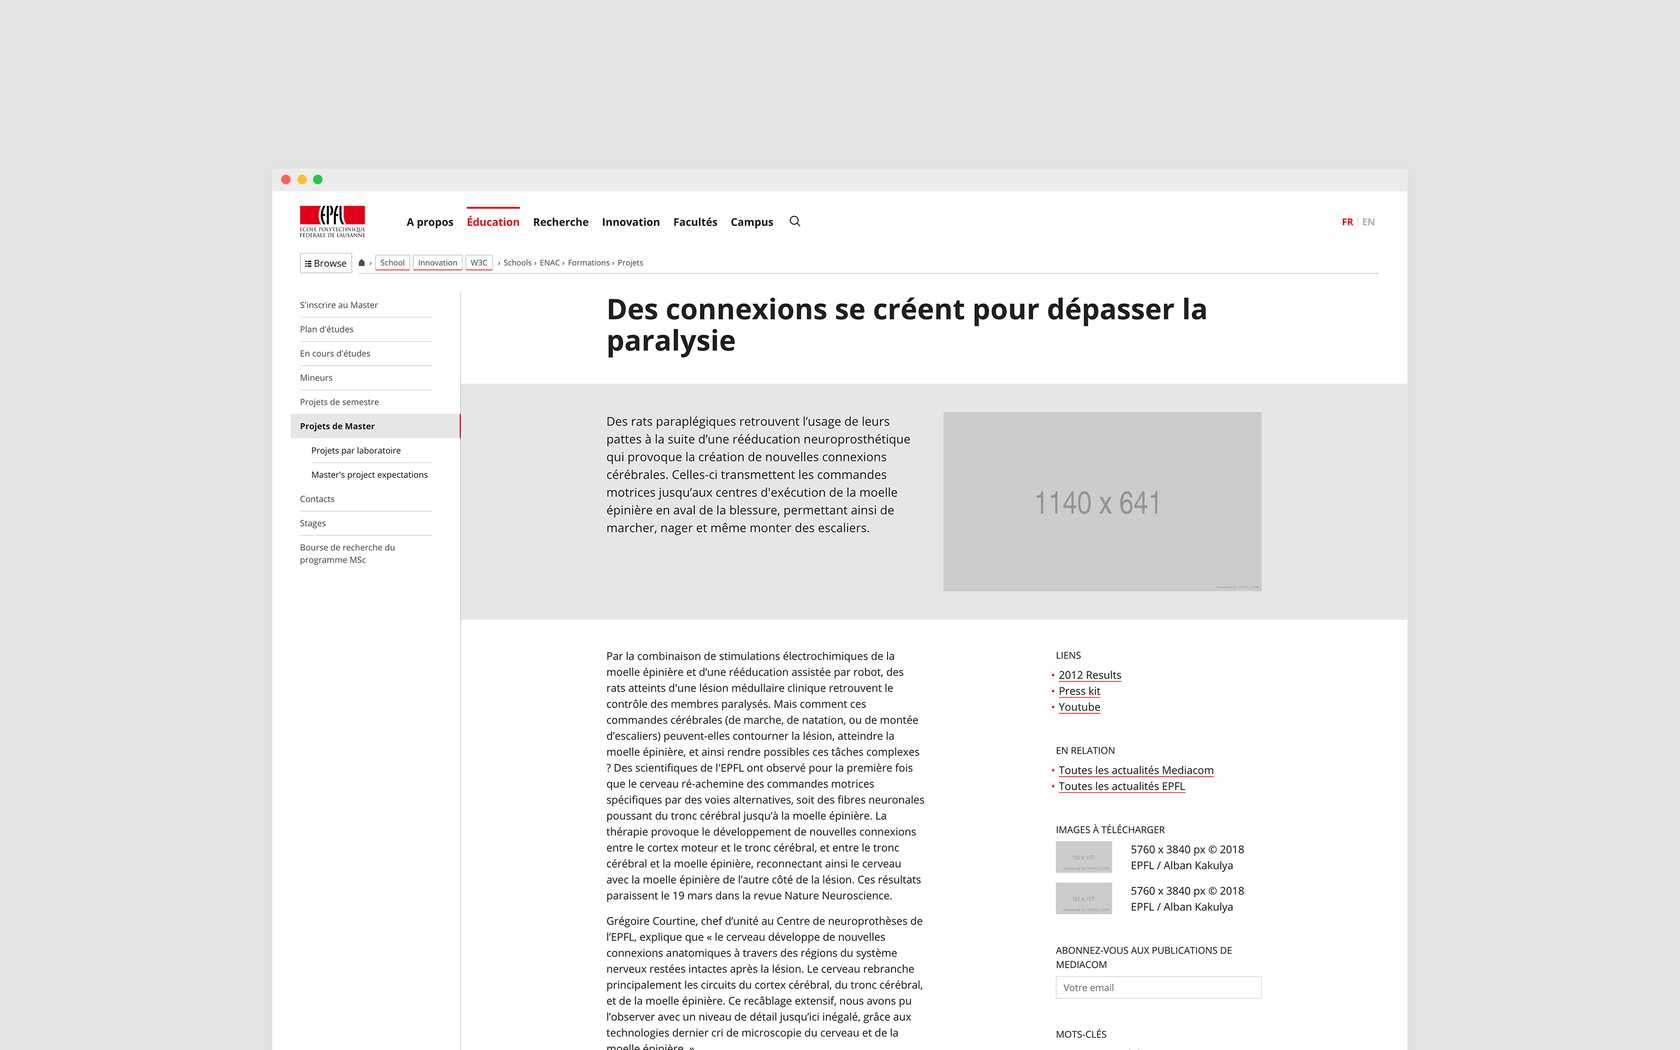 EPFL
ÉCOLE POLYTECHNIQUE
FÉDÉRALE DE LAUSANNE
A propos
Éducation
Recherche
Innovation
Facultés
Campus
FR | EN
Browse
› School Innovation W3C › Schools › ENAC › Formations › Projets
S'inscrire au Master
Plan d'études
En cours d'études
Mineurs
Projets de semestre
Projets de Master
Projets par laboratoire
Master's project expectations
Contacts
Stages
Bourse de recherche du
programme MSc
Des connexions se créent pour dépasser la
paralysie
Des rats paraplégiques retrouvent l’usage de leurs
pattes à la suite d’une rééducation neuroprosthétique
qui provoque la création de nouvelles connexions
cérébrales. Celles-ci transmettent les commandes
motrices jusqu’aux centres d'exécution de la moelle
épinière en aval de la blessure, permettant ainsi de
marcher, nager et même monter des escaliers.
1140 x 641
Par la combinaison de stimulations électrochimiques de la
moelle épinière et d’une rééducation assistée par robot, des
rats atteints d'une lésion médullaire clinique retrouvent le
contrôle des membres paralysés. Mais comment ces
commandes cérébrales (de marche, de natation, ou de montée
d’escaliers) peuvent-elles contourner la lésion, atteindre la
moelle épinière, et ainsi rendre possibles ces tâches complexes
? Des scientifiques de l'EPFL ont observé pour la première fois
que le cerveau ré-achemine des commandes motrices
spécifiques par des voies alternatives, soit des fibres neuronales
poussant du tronc cérébral jusqu’à la moelle épinière. La
thérapie provoque le développement de nouvelles connexions
entre le cortex moteur et le tronc cérébral, et entre le tronc
cérébral et la moelle épinière, reconnectant ainsi le cerveau
avec la moelle épinière de l’autre côté de la lésion. Ces résultats
paraissent le 19 mars dans la revue Nature Neuroscience.
Grégoire Courtine, chef d’unité au Centre de neuroprothèses de
l’EPFL, explique que « le cerveau développe de nouvelles
connexions anatomiques à travers des régions du système
nerveux restées intactes après la lésion. Le cerveau rebranche
principalement les circuits du cortex cérébral, du tronc cérébral,
et de la moelle épinière. Ce recâblage extensif, nous avons pu
l’observer avec un niveau de détail jusqu’ici inégalé, grâce aux
technologies dernier cri de microscopie du cerveau et de la
moelle épinière. »
LIENS
• 2012 Results
• Press kit
• Youtube
EN RELATION
• Toutes les actualités Mediacom
• Toutes les actualités EPFL
IMAGES À TÉLÉCHARGER
5760 x 3840 px © 2018
EPFL / Alban Kakulya
5760 x 3840 px © 2018
EPFL / Alban Kakulya
ABONNEZ-VOUS AUX PUBLICATIONS DE
MEDIACOM
Votre email
MOTS-CLÉS